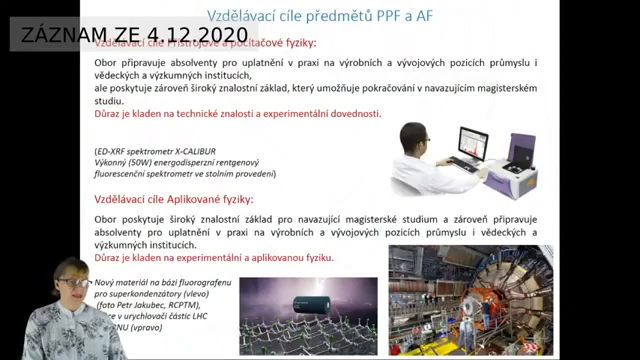 Vzdělávací cíle předmětů PPF a AF
ZÁZNAM ZE 4.12.2020
Vzdělávací cíle Přístrojové a počítačové fyziky:
Obor připravuje absolventy pro uplatnění v praxi na výrobních a vývojových pozicích průmyslu i
vědeckých a výzkumných institucích,
ale poskytuje zároveň široký znalostní základ, který umožňuje pokračování v navazujícím magisterském
studiu.
Důraz je kladen na technické znalosti a experimentální dovednosti.
(ED-XRF spektrometr X-CALIBUR
Výkonný (50W) energodisperzní rentgenový
fluorescenční spektrometr ve stolním provedení)
Vzdělávací cíle Aplikované fyziky:
Obor poskytuje široký znalostní základ pro navazující magisterské studium a zároveň připravuje
absolventy pro uplatnění v praxi na výrobních a vývojových pozicích průmyslu i vědeckých a
výzkumných institucích.
Důraz je kladen na experimentální a aplikovanou fyziku.
Nový materiál na bázi fluorografenu
pro superkondenzátory (vlevo)
(foto Petr Jakubec, RCPTM),
v urychlovači částic LHC
(vpravo)